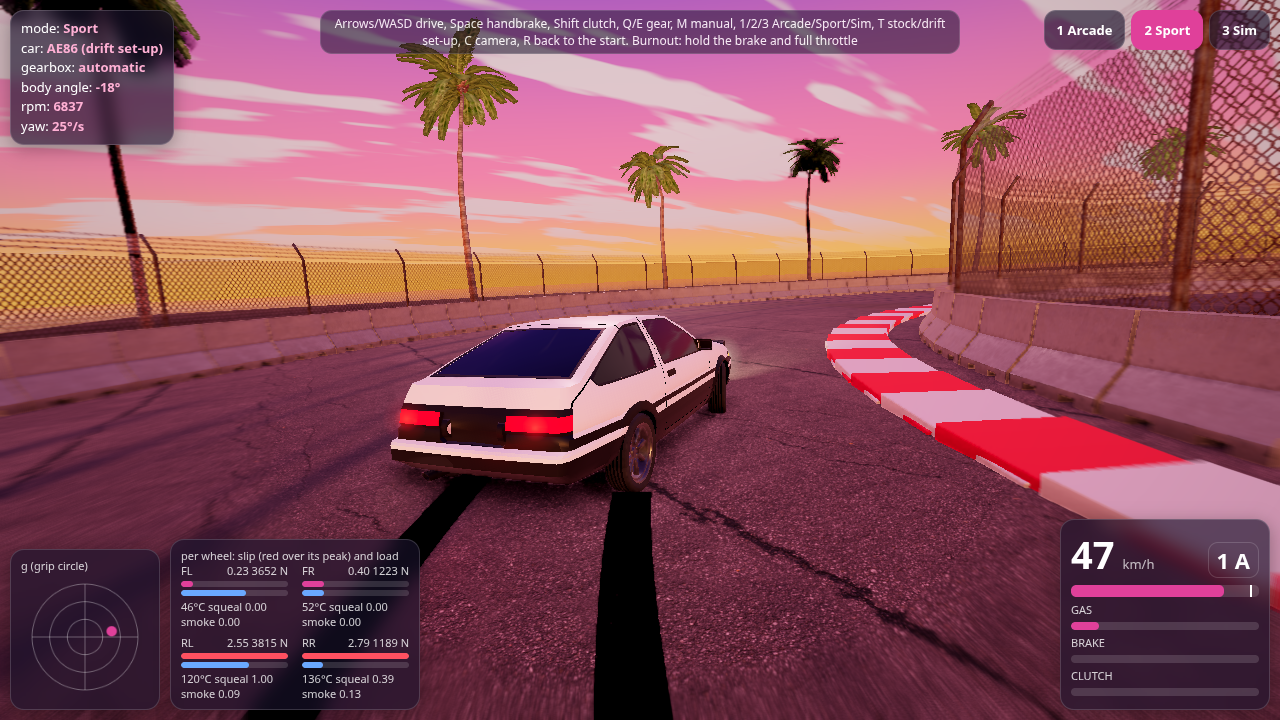 mode: Sport
car: AE86 (drift set-up)
gearbox: automatic
body angle: -18°
rpm: 6837
yaw: 25°/s
Arrows/WASD drive, Space handbrake, Shift clutch, Q/E gear, M manual, 1/2/3 Arcade/Sport/Sim, T stock/drift
set-up, C camera, R back to the start. Burnout: hold the brake and full throttle
1 Arcade
2 Sport
3 Sim
g (grip circle)
per wheel: slip (red over its peak) and load
FL 0.23 3652 N
46°C squeal 0.00
smoke 0.00
FR 0.40 1223 N
52°C squeal 0.00
smoke 0.00
RL 2.55 3815 N
120°C squeal 1.00
smoke 0.09
RR 2.79 1189 N
136°C squeal 0.39
smoke 0.13
47 km/h
1 A
GAS
BRAKE
CLUTCH